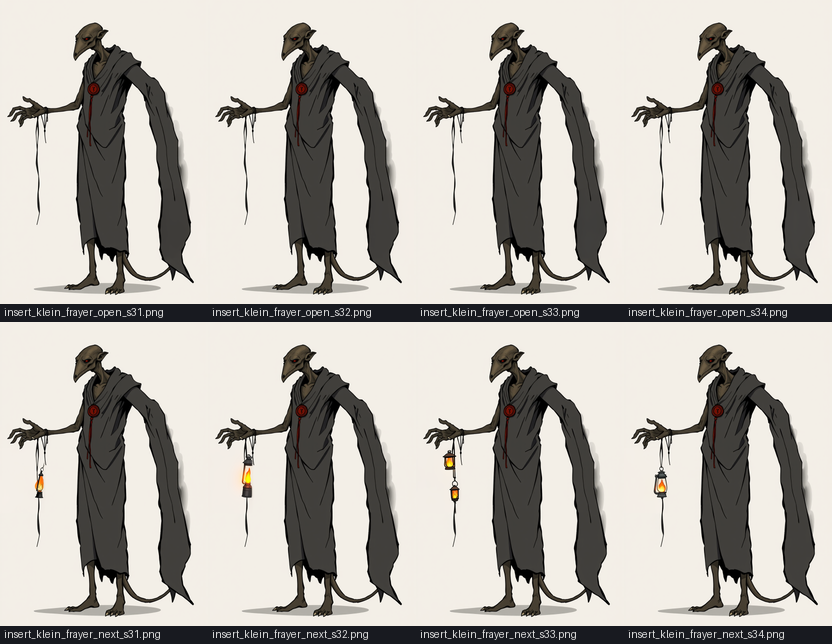 insert_klein_frayer_open_s31.png
insert_klein_frayer_open_s32.png
insert_klein_frayer_open_s33.png
insert_klein_frayer_open_s34.png
insert_klein_frayer_next_s31.png
insert_klein_frayer_next_s32.png
insert_klein_frayer_next_s33.png
insert_klein_frayer_next_s34.png